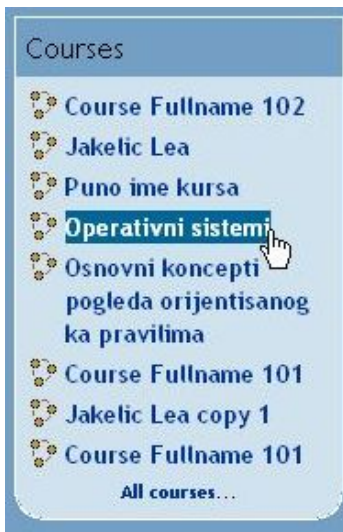 Courses
Course Fullname 102
Jakelic Lea
Puno ime kursa
Operativni sistemi
Osnovni koncepti
pogleda orijentisanog
ka pravilima
Course Fullname 101
Jakelic Lea copy 1
Course Fullname 101
All courses...